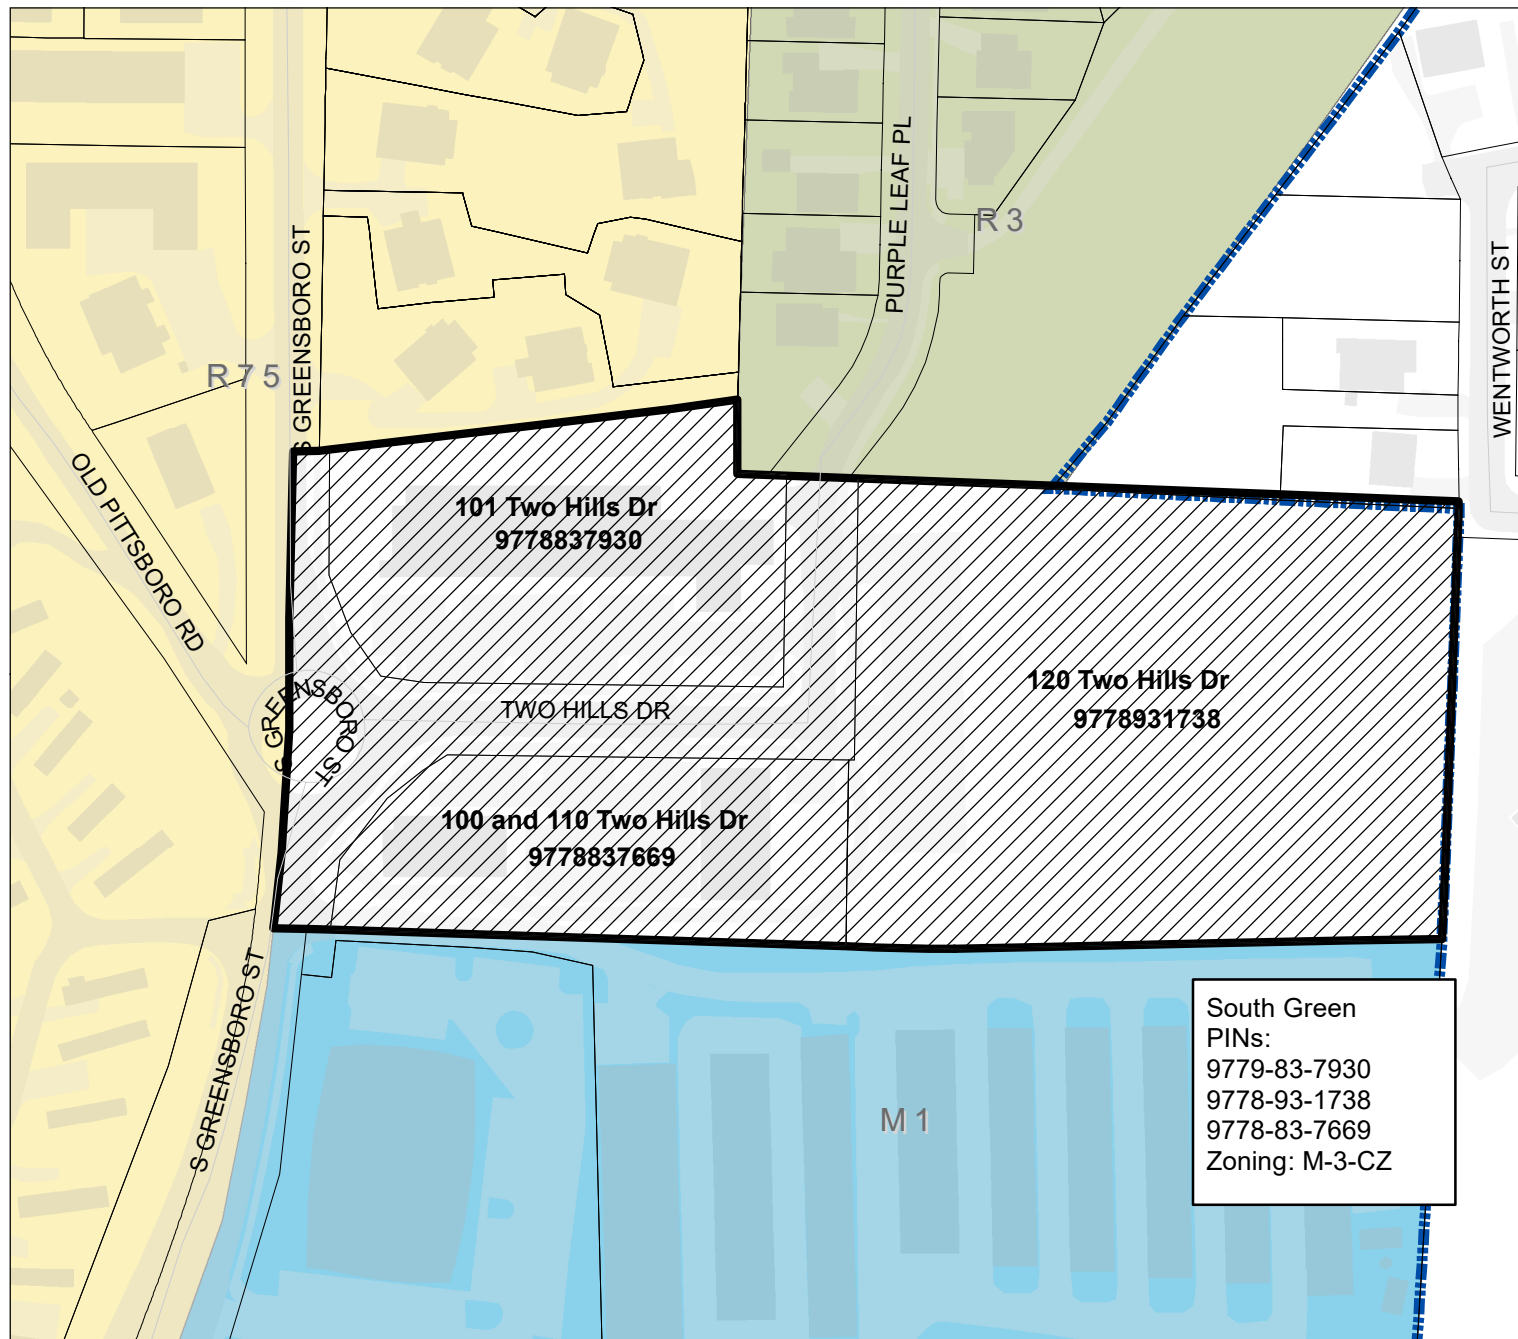 PURPLE LEAF PL
R 3
S GREENSBORO ST
WENTWORTH ST
R 7 5
OLD PITTSBORO RD
101 Two Hills Dr
9778837930
S GREENSBORO ST
TWO HILLS DR
120 Two Hills Dr
9778931738
100 and 110 Two Hills Dr
9778837669
S GREENSBORO ST
M 1
South Green
PINs:
9779-83-7930
9778-93-1738
9778-83-7669
Zoning: M-3-CZ